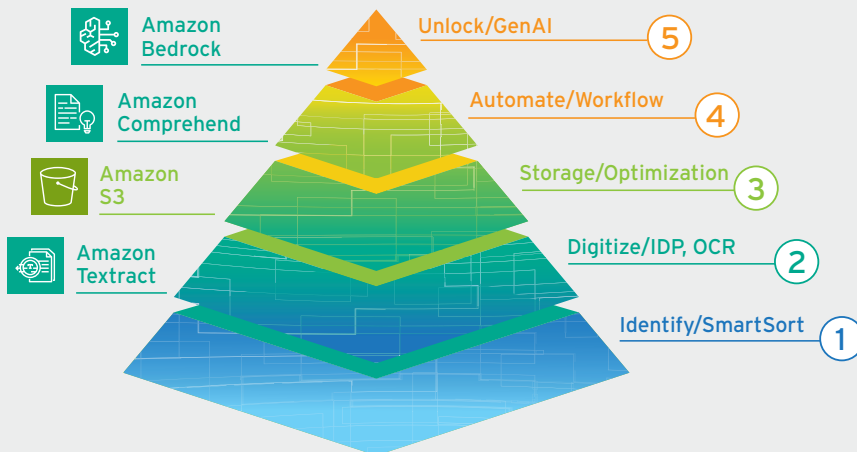 Amazon
Bedrock
Unlock/GenAI
5
Amazon
Comprehend
Automate/Workflow
4
Amazon
S3
Storage/Optimization
3
Amazon
Textract
Digitize/IDP, OCR
2
Identify/SmartSort
1